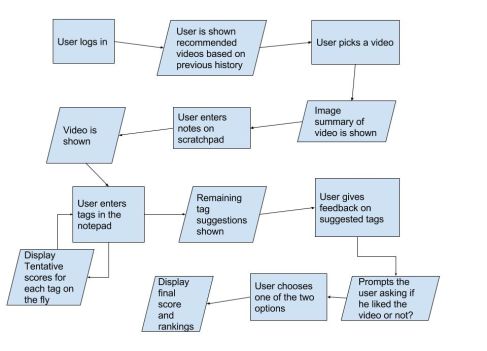 User logs in
User is shown
recommended
videos based on
previous history
User picks a video
Image
summary of
video is shown
User enters
notes on
scratchpad
Video is
shown
User enters
tags in the
notepad
Remaining
tag
suggestions
shown
User gives
feedback on
suggested tags
Display
Tentative
scores for
each tag on
the fly
Prompts the
user asking if
he liked the
video or not?
User chooses
one of the two
options
Display
final
score
and
rankings